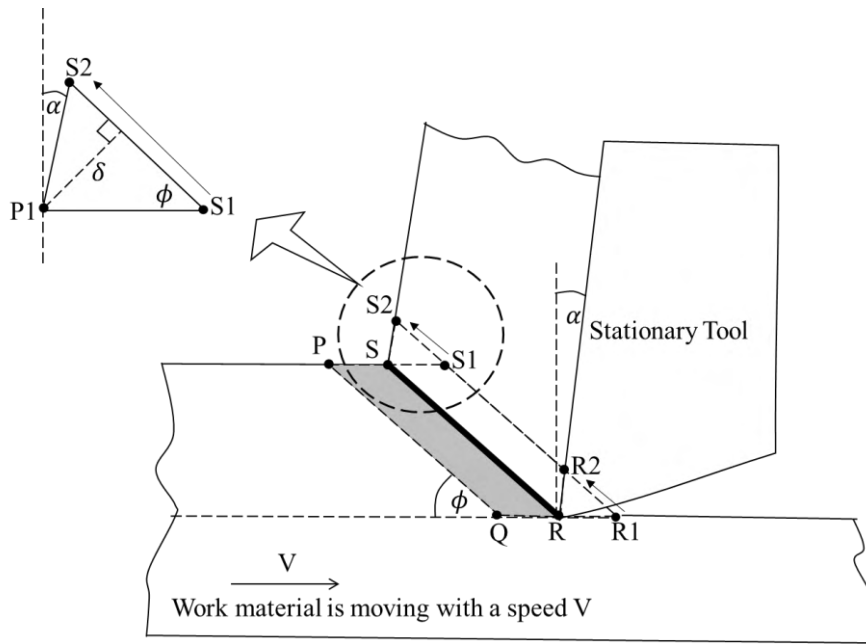 S2
α
δ
ϕ
P1
S1
S2
P
S
S1
α
Stationary Tool
R2
ϕ
Q
R
R1
V
Work material is moving with a speed V